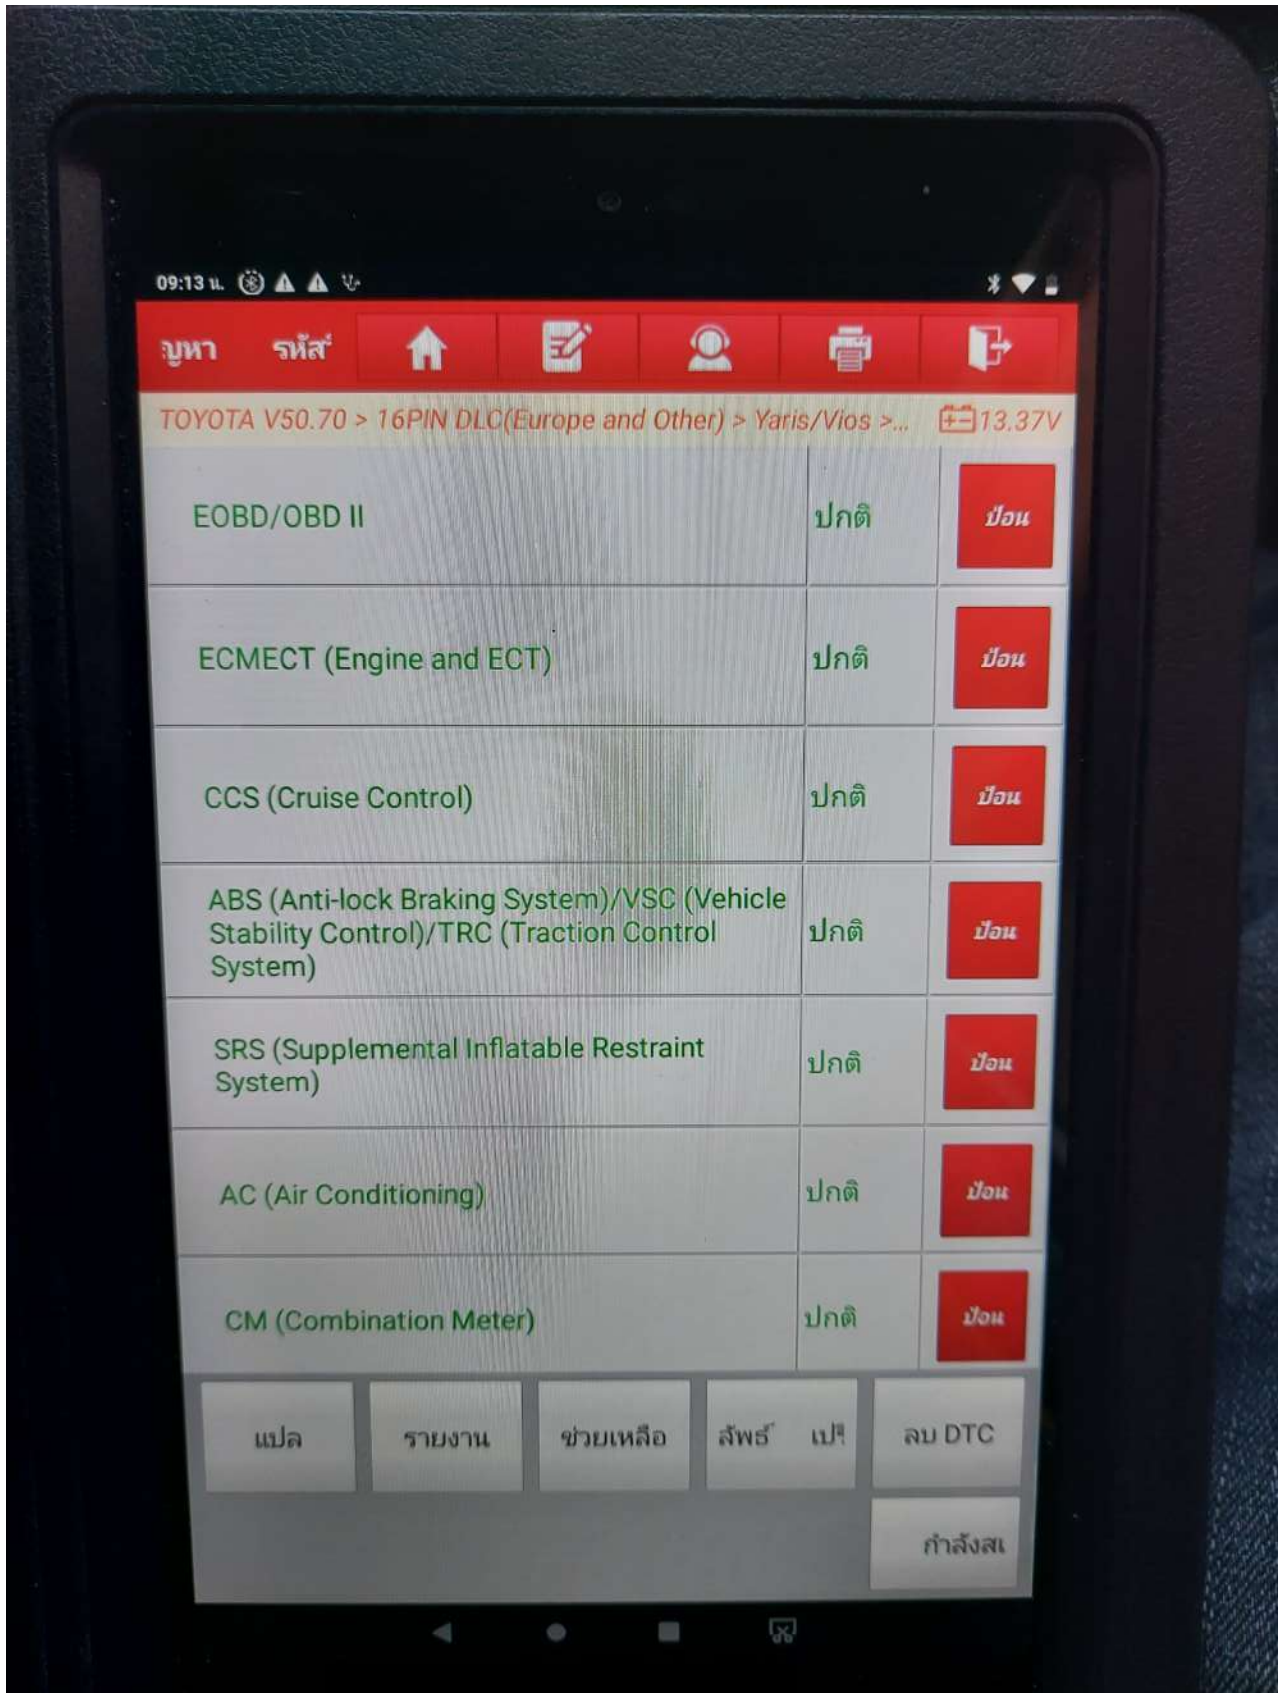 09:13 น.
ญหา รหัส
TOYOTA V50.70 > 16PIN DLC(Europe and Other) > Yaris/Vios >... 13.37V
EOBD/OBD II ปกติ ป้อน
ECMECT (Engine and ECT) ปกติ ป้อน
CCS (Cruise Control) ปกติ ป้อน
ABS (Anti-lock Braking System)/VSC (Vehicle
Stability Control)/TRC (Traction Control
System) ปกติ ป้อน
SRS (Supplemental Inflatable Restraint
System) ปกติ ป้อน
AC (Air Conditioning) ปกติ ป้อน
CM (Combination Meter) ปกติ ป้อน
แปล รายงาน ช่วยเหลือ ลัพธ์ ลบ DTC
กำลังสเ